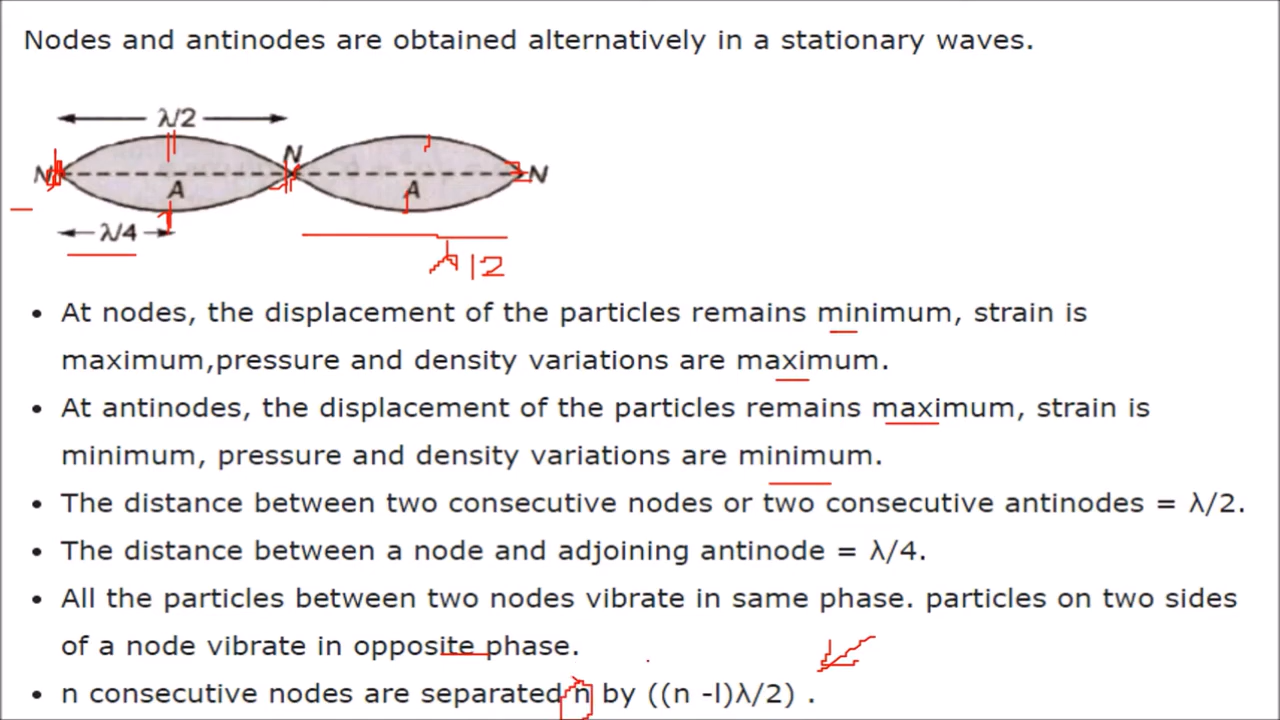 Nodes and antinodes are obtained alternatively in a stationary waves.
λ/2
N N N
A A
λ/4
λ/2
• At nodes, the displacement of the particles remains minimum, strain is
maximum,pressure and density variations are maximum.
• At antinodes, the displacement of the particles remains maximum, strain is
minimum, pressure and density variations are minimum.
• The distance between two consecutive nodes or two consecutive antinodes = λ/2.
• The distance between a node and adjoining antinode = λ/4.
• All the particles between two nodes vibrate in same phase. particles on two sides
of a node vibrate in opposite phase.
• n consecutive nodes are separated n by ((n -l)λ/2) .